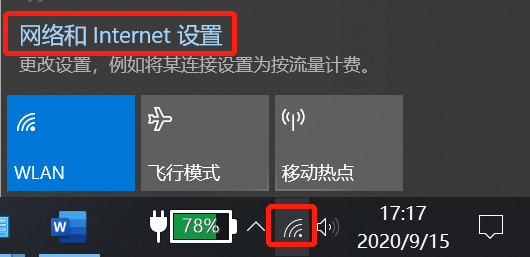 网络和 Internet 设置
更改设置，例如将某连接设置为按流量计费。
WLAN
飞行模式
移动热点
W
78%
17:17
2020/9/15